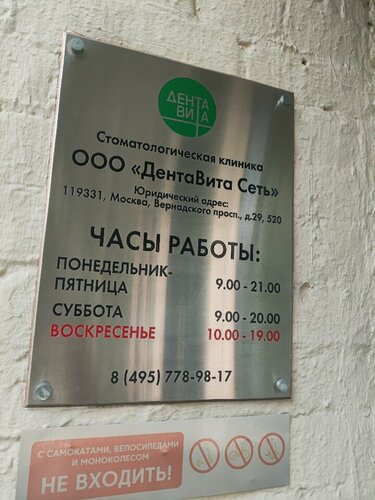 ДЕНТА
ВИТА
Стоматологическая клиника
ООО «ДентаВита Сеть»
Юридический адрес:
119331, Москва, Вернадского просп., д.29, 520
ЧАСЫ РАБОТЫ:
ПОНЕДЕЛЬНИК-
ПЯТНИЦА 9.00 - 21.00
СУББОТА 9.00 - 20.00
ВОСКРЕСЕНЬЕ 10.00 - 19.00
8 (495) 778-98-17
С САМОКАТАМИ, ВЕЛОСИПЕДАМИ
И МОНОКОЛЕСОМ
НЕ ВХОДИТЬ!